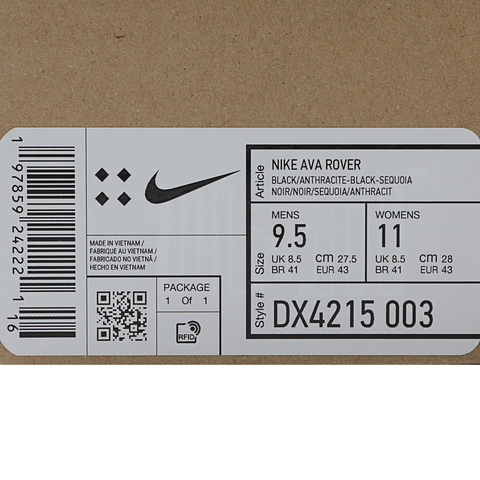 1 97859 24222 1 16
MADE IN VIETNAM /
FABRIQUE AU VIETNAM /
FABRICADO NO VIETNÃ /
HECHO EN VIETNAM
PACKAGE
1 Of 1
RFID
Article
NIKE AVA ROVER
BLACK/ANTHRACITE-BLACK-SEQUOIA
NOIR/NOIR/SEQUOIA/ANTHRACIT
Size
MENS
9.5
UK 8.5 cm 27.5
BR 41 EUR 43
WOMENS
11
UK 8.5 cm 28
BR 41 EUR 43
Style #
DX4215 003